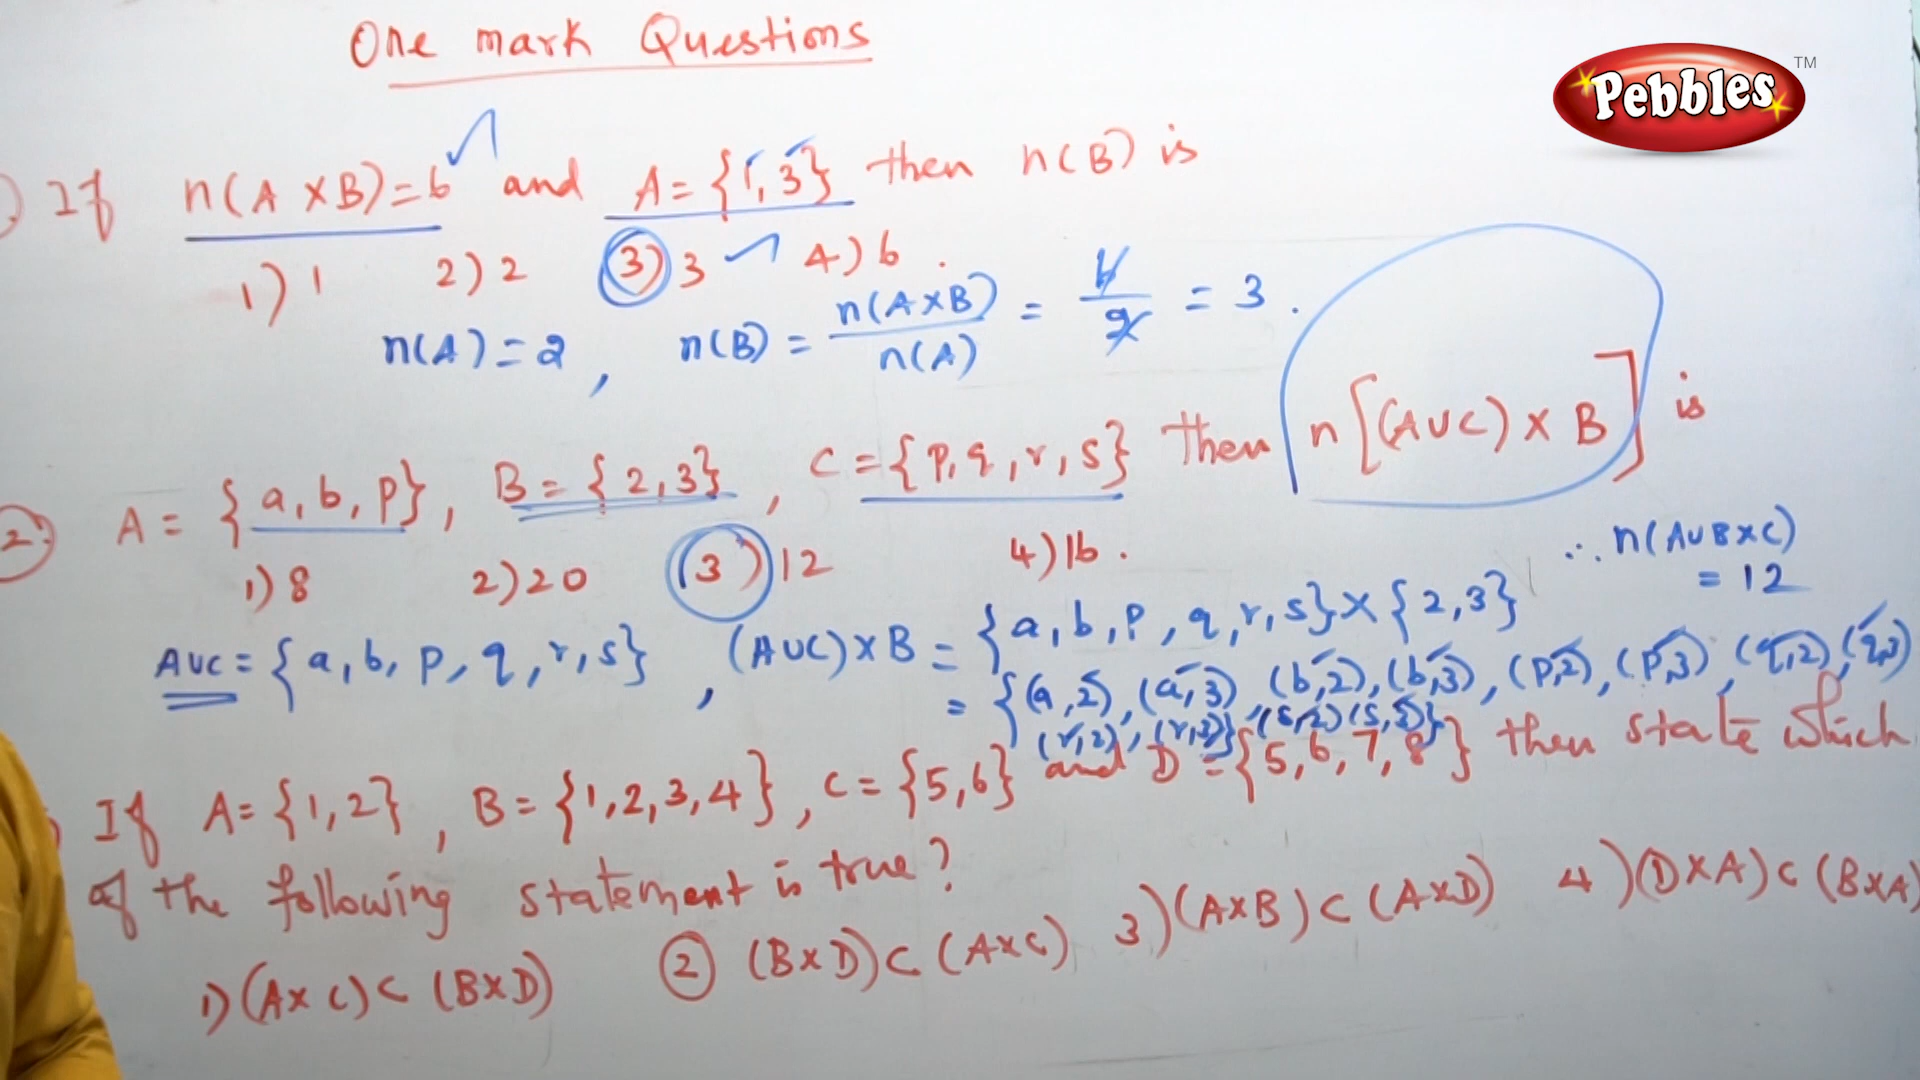 One mark Questions
Pebbles TM
If n(A×B)=6 and A={1,3} then n(B) is
1) 1 2) 2 3) 3 4) 6.
n(A)=2, n(B) = n(A×B) / n(A) = 6/2 = 3.
2. A = {a, b, p}, B = {2,3}, C = {p,q,r,s} Then n[(A∪C) × B] is
1) 8 2) 20 3) 12 4) 16.
∴ n(A∪B×C)
= 12
A∪C = {a, b, p, q, r, s}, (A∪C)×B = {a, b, p, q, r, s} × {2,3}
= {(a,2), (a,3), (b,2), (b,3), (p,2), (p,3), (q,2), (q,3)
(r,2), (r,3), (s,2) (s,3)}
If A={1,2}, B={1,2,3,4}, C={5,6} and D={5,6,7,8} then state which
of the following statement is true?
1) (A×C)⊂(B×D) 2 (B×D)⊂(A×C) 3) (A×B)⊂(A×D) 4) (D×A)⊂(B×A)